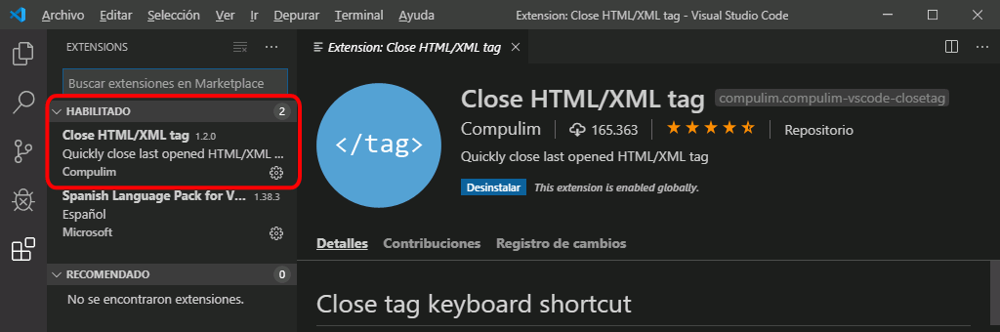 Archivo Editar Selección Ver Ir Depurar Terminal Ayuda Extension: Close HTML/XML tag - Visual Studio Code
EXTENSIONS
Extension: Close HTML/XML tag
Buscar extensiones en Marketplace
HABILITADO 2
Close HTML/XML tag 1.2.0
Quickly close last opened HTML/XML ...
Compulim
Spanish Language Pack for V... 1.38.3
Español
Microsoft
RECOMENDADO 0
No se encontraron extensiones.
</tag>
Close HTML/XML tag compulim.compulim-vscode-closetag
Compulim 165.363 Repositorio
Quickly close last opened HTML/XML tag
Desinstalar This extension is enabled globally.
Detalles Contribuciones Registro de cambios
Close tag keyboard shortcut